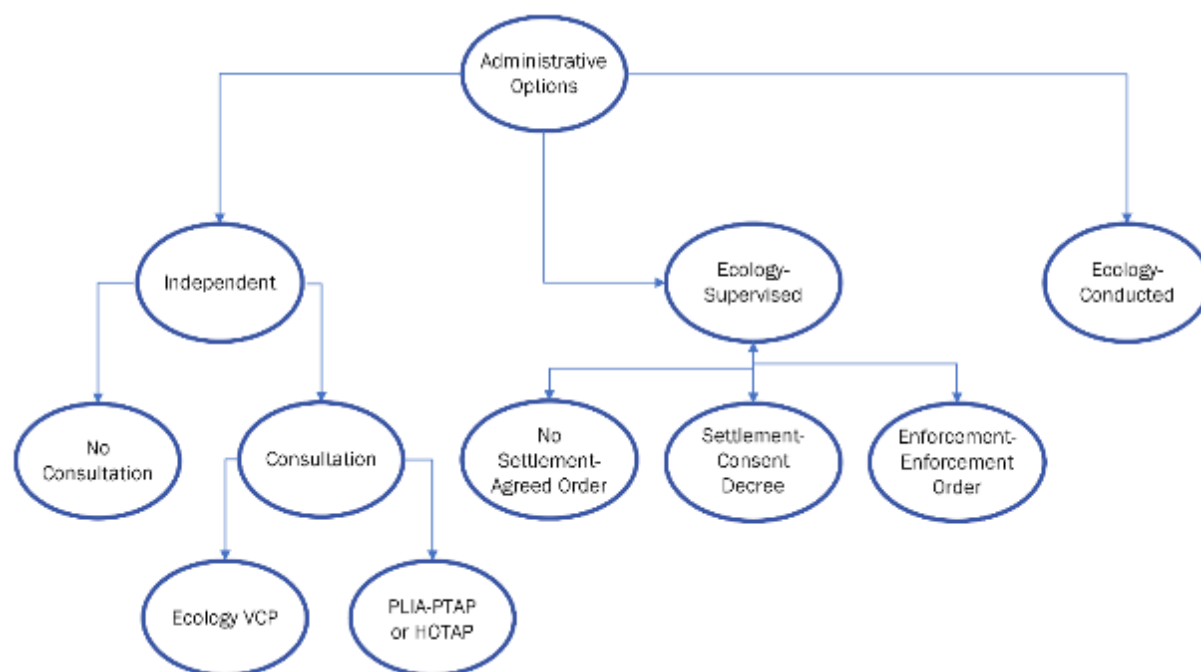 Administrative
Options
Independent
Ecology-
Supervised
Ecology-
Conducted
No
Consultation
Consultation
No
Settlement-
Agreed Order
Settlement-
Consent
Decree
Enforcement-
Enforcement
Order
Ecology VCP
PLIA-PTAP
or HOTAP